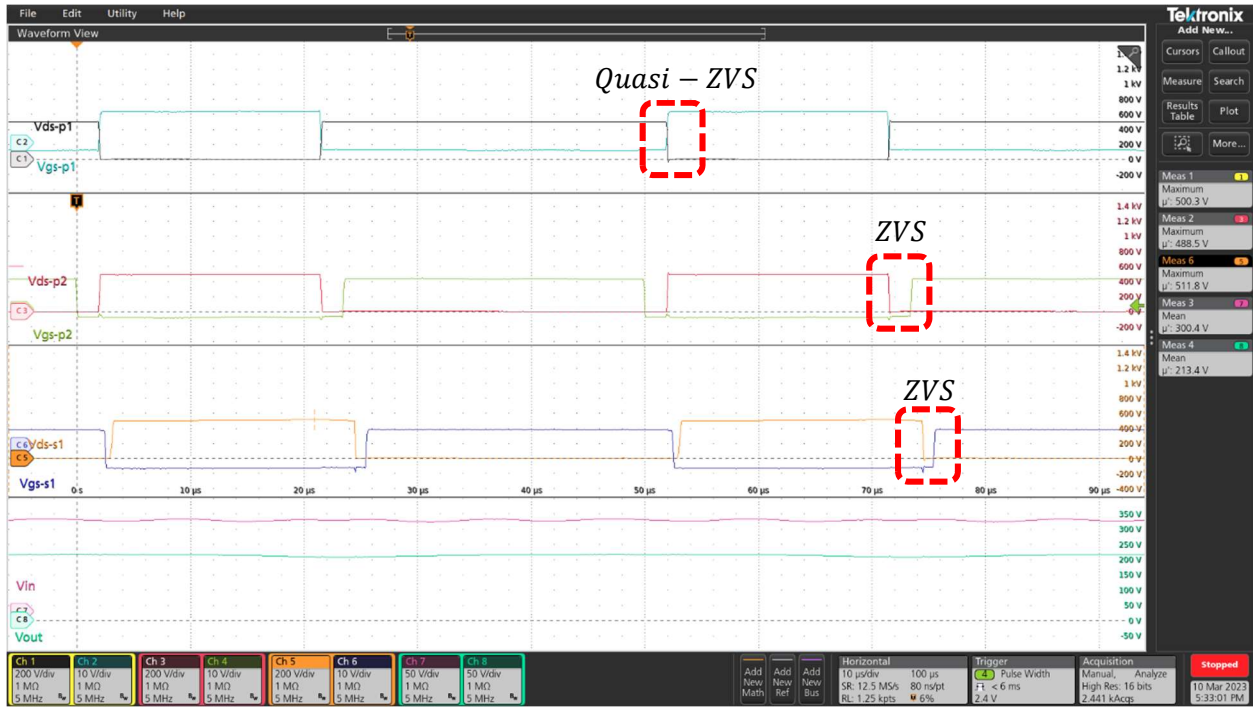 File Edit Utility Help
Tektronix
Waveform View
Add New...
Cursors Callout
Measure Search
Results Table Plot
More...
Quasi – ZVS
1.2 kV
1 kV
800 V
600 V
400 V
200 V
0 V
-200 V
Vds-p1
C 2
C 1
Vgs-p1
T
ZVS
1.4 kV
1.2 kV
1 kV
800 V
600 V
400 V
200 V
0 V
-200 V
Vds-p2
C 3
Vgs-p2
ZVS
1.4 kV
1.2 kV
1 kV
800 V
600 V
400 V
200 V
0 V
-200 V
-400 V
C 6
Vds-s1
C 5
Vgs-s1
0 s 10 µs 20 µs 30 µs 40 µs 50 µs 60 µs 70 µs 80 µs 90 µs
350 V
300 V
250 V
200 V
150 V
100 V
50 V
0 V
-50 V
Vin
C 7
C 8
Vout
Meas 1 1
Maximum
µ': 500.3 V
Meas 2 3
Maximum
µ': 488.5 V
Meas 6 5
Maximum
µ': 511.8 V
Meas 3 7
Mean
µ': 300.4 V
Meas 4 8
Mean
µ': 213.4 V
Ch 1
200 V/div
1 MΩ
5 MHz
Ch 2
10 V/div
1 MΩ
5 MHz
Ch 3
200 V/div
1 MΩ
5 MHz
Ch 4
10 V/div
1 MΩ
5 MHz
Ch 5
200 V/div
1 MΩ
5 MHz
Ch 6
10 V/div
1 MΩ
5 MHz
Ch 7
50 V/div
1 MΩ
5 MHz
Ch 8
50 V/div
1 MΩ
5 MHz
Add New Math
Add New Ref
Add New Bus
Horizontal
10 µs/div 100 µs
SR: 12.5 MS/s 80 ns/pt
RL: 1.25 kpts 6%
Trigger
4 Pulse Width
< 6 ms
2.4 V
Acquisition
Manual, Analyze
High Res: 16 bits
2.441 kAcqs
Stopped
10 Mar 2023
5:33:01 PM